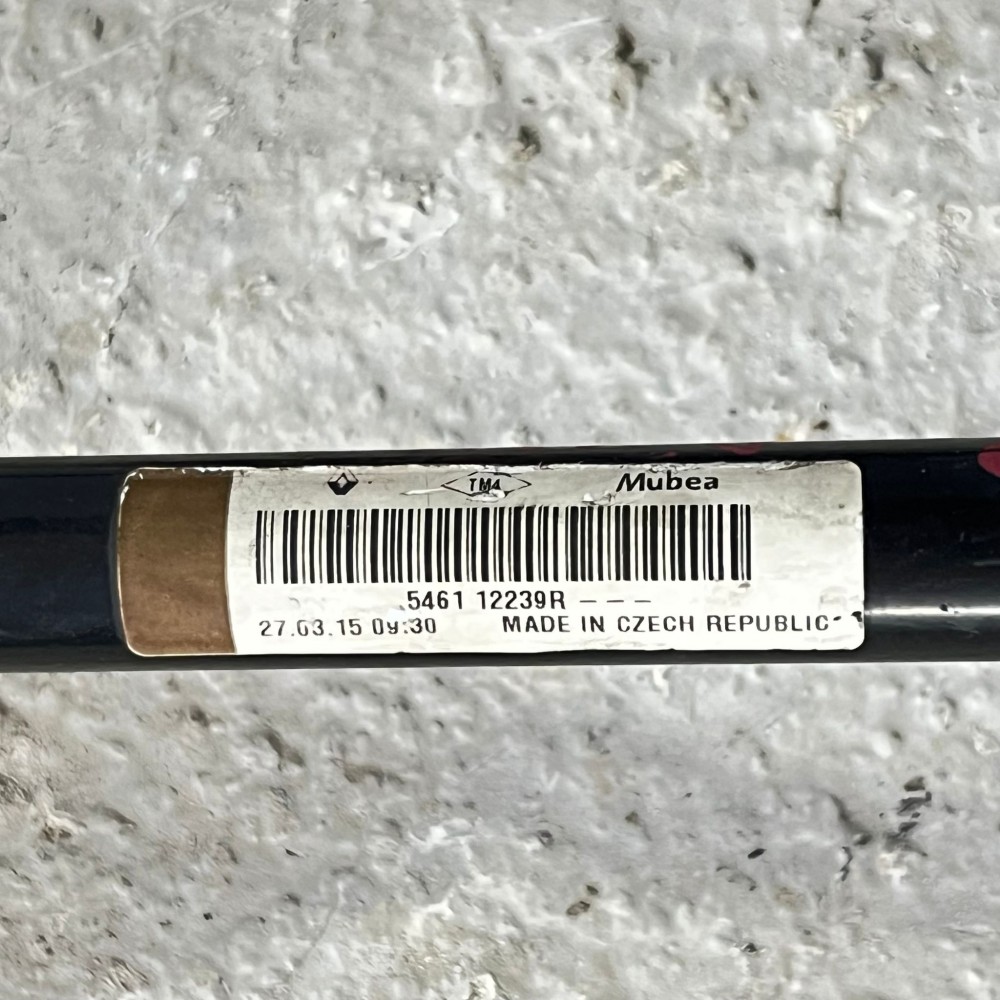 TM4 Mubea
5461 12239R - - -
27.03.15 09:30 MADE IN CZECH REPUBLIC